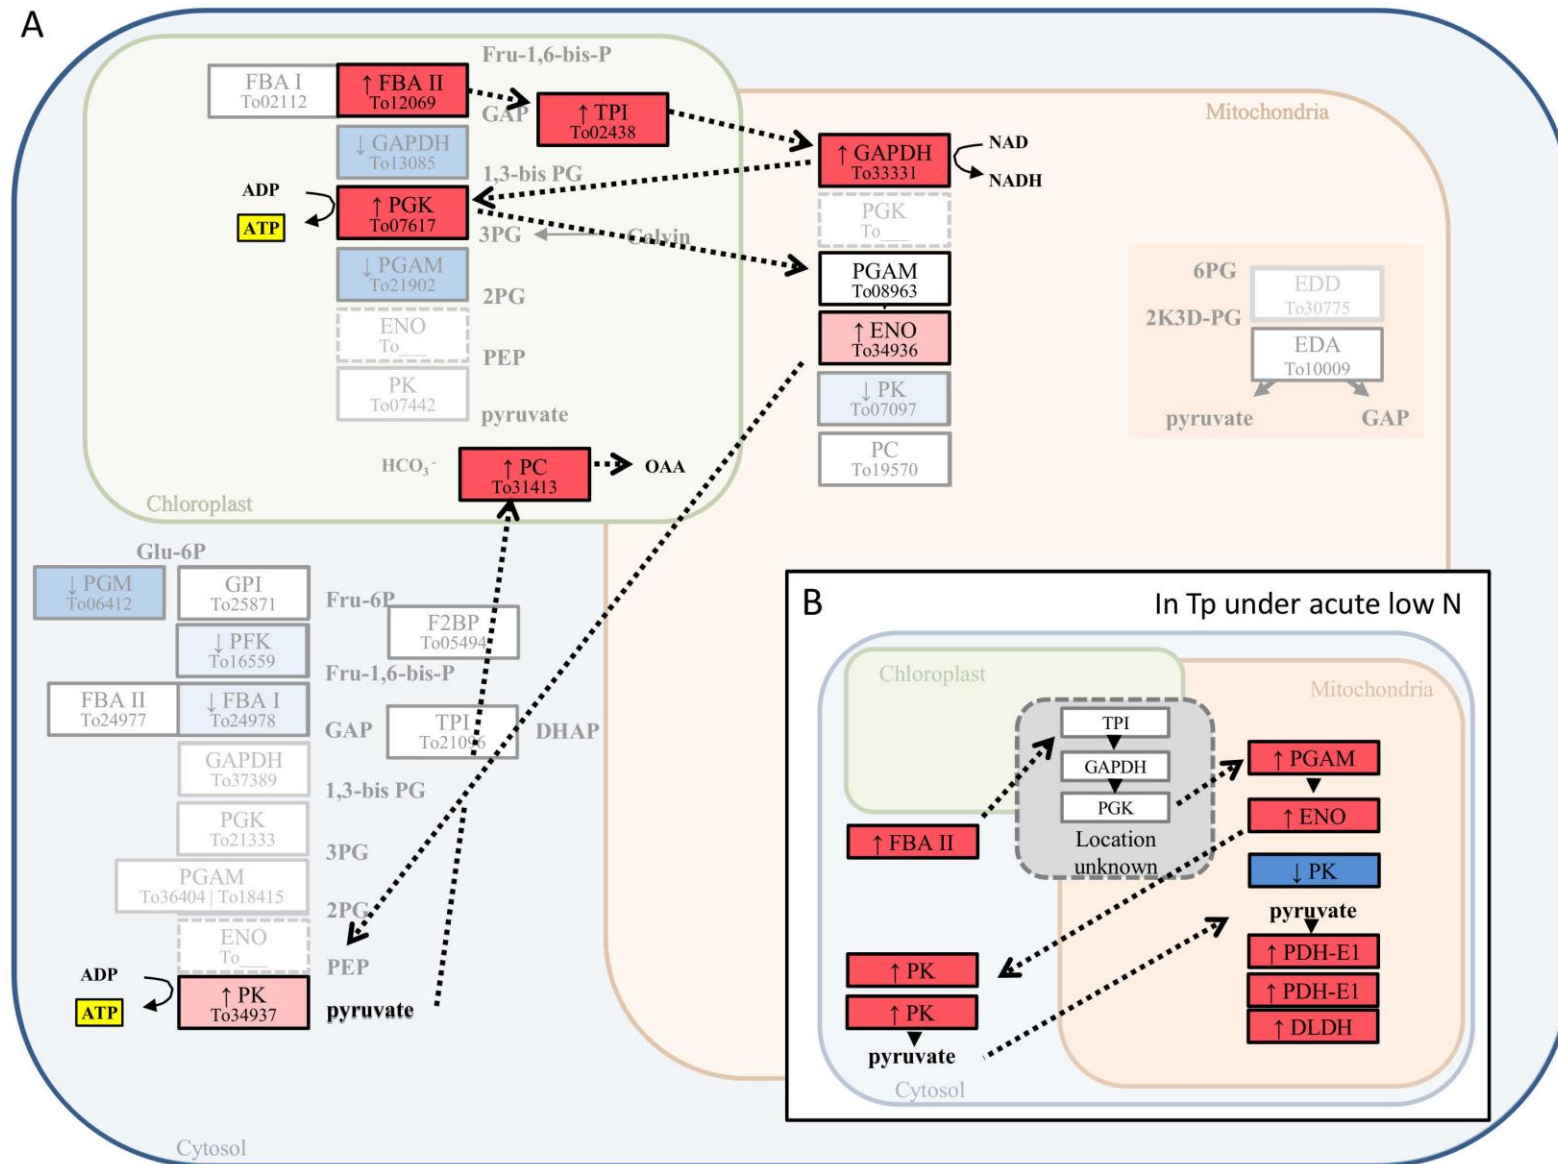 A
Fru-1,6-bis-P
FBA I
To02112
↑ FBA II
To12069
GAP
↑ TPI
To02438
↓ GAPDH
To13085
1,3-bis PG
ADP
ATP
↑ PGK
To07617
3PG
Calvin
↓ PGAM
To21902
2PG
ENO
To___
PEP
PK
To07442
pyruvate
HCO₃⁻
↑ PC
To31413
OAA
Chloroplast
Mitochondria
↑ GAPDH
To33331
NAD
NADH
PGK
To___
PGAM
To08963
↑ ENO
To34936
↓ PK
To07097
PC
To19570
6PG
EDD
To30775
2K3D-PG
EDA
To10009
pyruvate
GAP
Glu-6P
↓ PGM
To06412
GPI
To25871
Fru-6P
F2BP
To05494
↓ PFK
To16559
Fru-1,6-bis-P
FBA II
To24977
↓ FBA I
To24978
GAP
TPI
To21096
DHAP
GAPDH
To37389
1,3-bis PG
PGK
To21333
3PG
PGAM
To36404 | To18415
2PG
ENO
To___
PEP
ADP
ATP
↑ PK
To34937
pyruvate
Cytosol
B
In Tp under acute low N
Chloroplast
Mitochondria
TPI
GAPDH
PGK
Location
unknown
↑ FBA II
↑ PGAM
↑ ENO
↓ PK
pyruvate
↑ PDH-E1
↑ PDH-E1
↑ DLDH
↑ PK
↑ PK
pyruvate
Cytosol